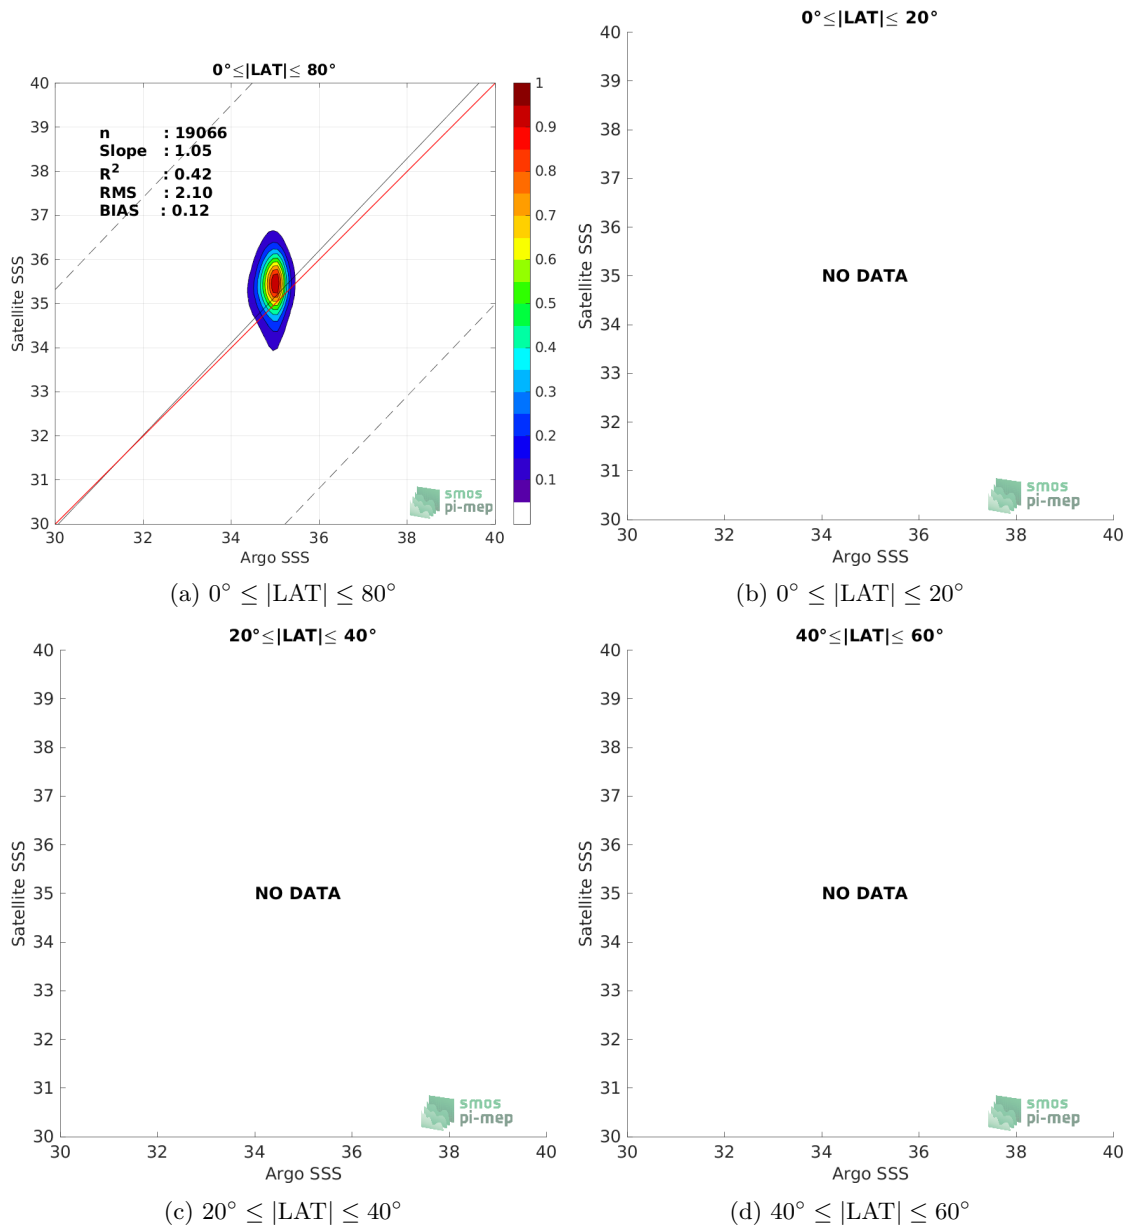 0°≤|LAT|≤ 80°
40
39
38
37
36
35
34
33
32
31
30
Satellite SSS
n : 19066
Slope : 1.05
R² : 0.42
RMS : 2.10
BIAS : 0.12
smos
pi-mep
30 32 34 36 38 40
Argo SSS
1
0.9
0.8
0.7
0.6
0.5
0.4
0.3
0.2
0.1
(a) 0° ≤ |LAT| ≤ 80°
0°≤|LAT|≤ 20°
40
39
38
37
36
35
34
33
32
31
30
Satellite SSS
NO DATA
smos
pi-mep
30 32 34 36 38 40
Argo SSS
(b) 0° ≤ |LAT| ≤ 20°
20°≤|LAT|≤ 40°
40
39
38
37
36
35
34
33
32
31
30
Satellite SSS
NO DATA
smos
pi-mep
30 32 34 36 38 40
Argo SSS
(c) 20° ≤ |LAT| ≤ 40°
40°≤|LAT|≤ 60°
40
39
38
37
36
35
34
33
32
31
30
Satellite SSS
NO DATA
smos
pi-mep
30 32 34 36 38 40
Argo SSS
(d) 40° ≤ |LAT| ≤ 60°